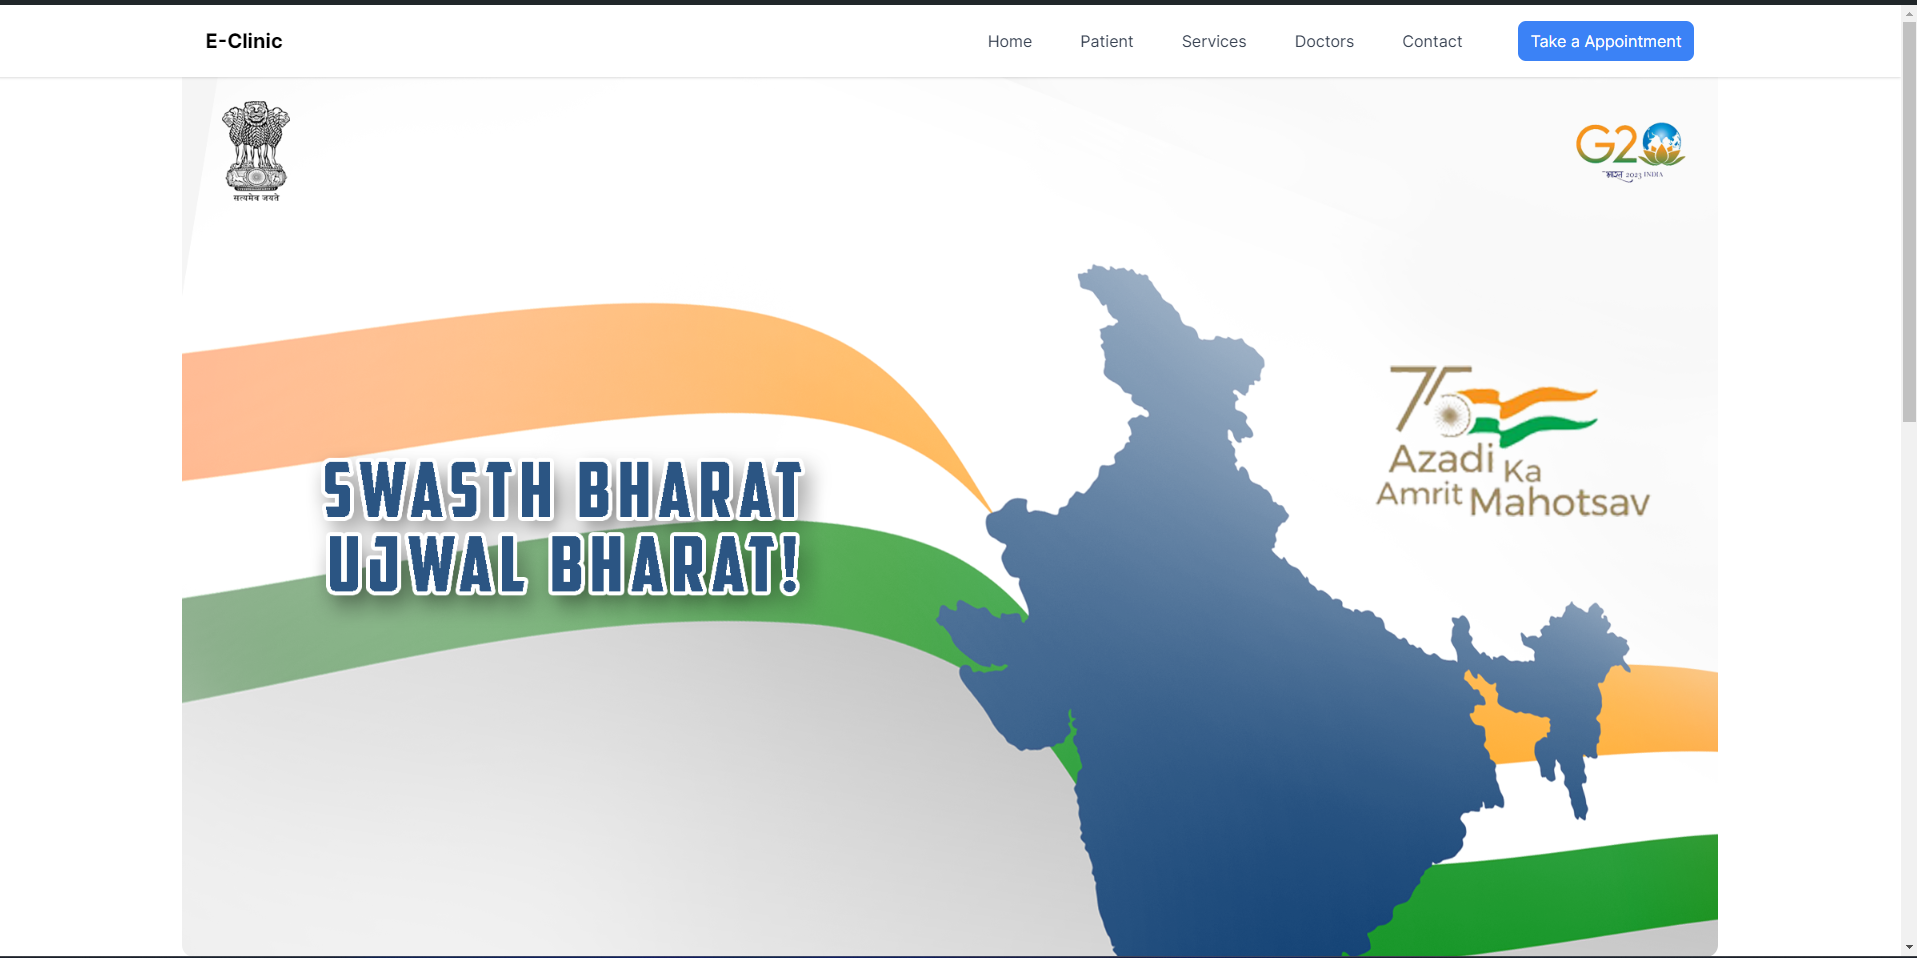 E-Clinic
Home
Patient
Services
Doctors
Contact
Take a Appointment
सत्यमेव जयते
G20
भारत 2023 INDIA
75
Azadi Ka
Amrit Mahotsav
SWASTH BHARAT
UJWAL BHARAT!